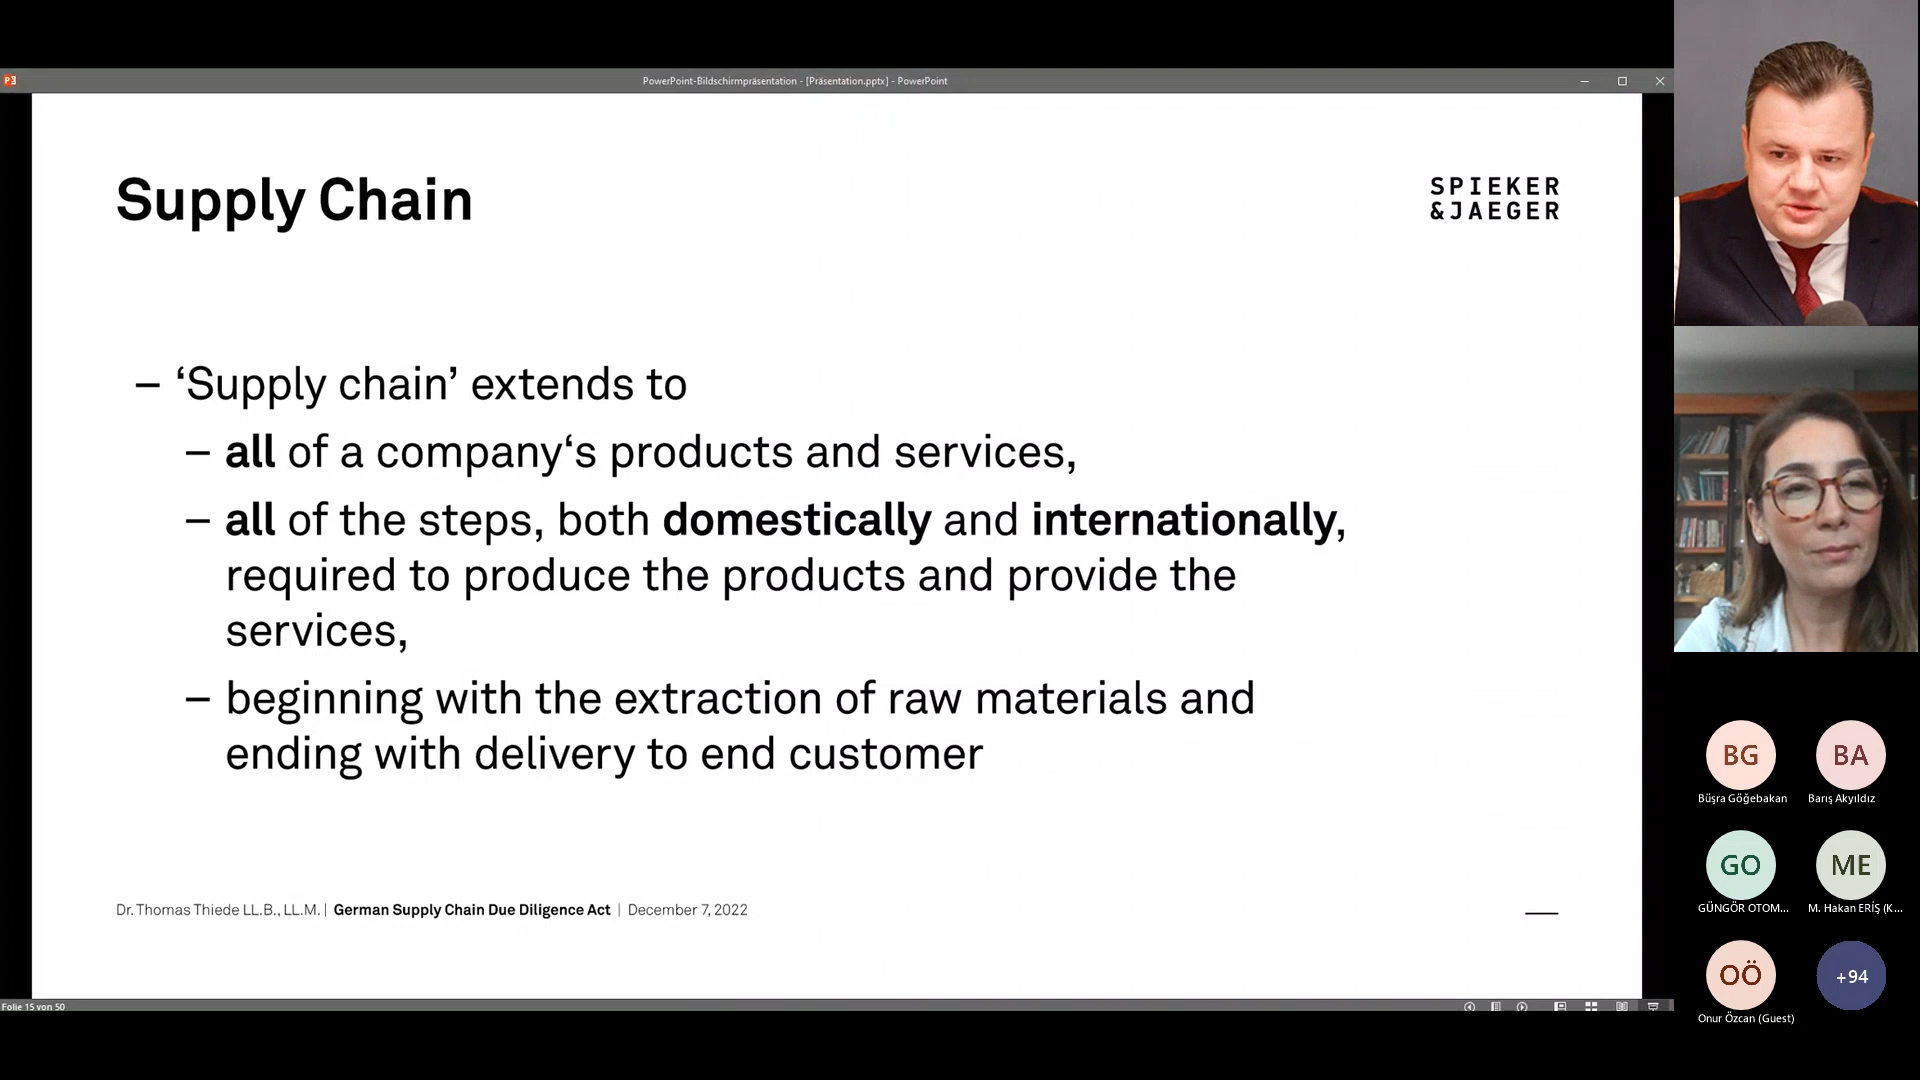 PowerPoint-Bildschirmpräsentation - [Präsentation.pptx] - PowerPoint
Supply Chain
SPIEKER
&JAEGER
– ‘Supply chain’ extends to
– all of a company‘s products and services,
– all of the steps, both domestically and internationally,
required to produce the products and provide the
services,
– beginning with the extraction of raw materials and
ending with delivery to end customer
Dr. Thomas Thiede LL.B., LL.M. | German Supply Chain Due Diligence Act | December 7, 2022
Folie 15 von 50
BG
Büşra Göğebakan
BA
Barış Akyıldız
GO
GÜNGÖR OTOM...
ME
M. Hakan ERİŞ (K...
OÖ
Onur Özcan (Guest)
+94